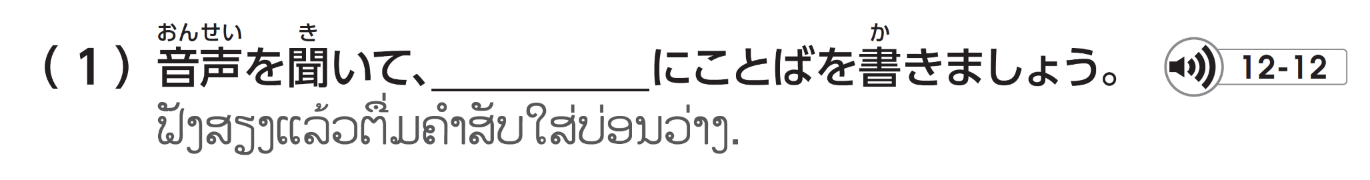 おんせい き か
（１）音声を聞いて、＿＿＿＿＿にことばを書きましょう。 12-12
ຟັງສຽງແລ້ວຕື່ມຄຳສັບໃສ່ບ່ອນວ່າງ.